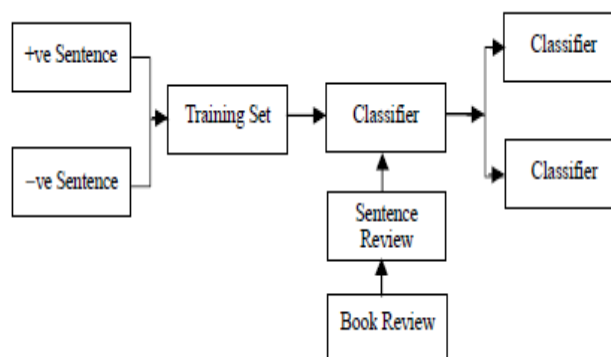 +ve Sentence
Classifier
Training Set
Classifier
–ve Sentence
Classifier
Sentence
Review
Book Review